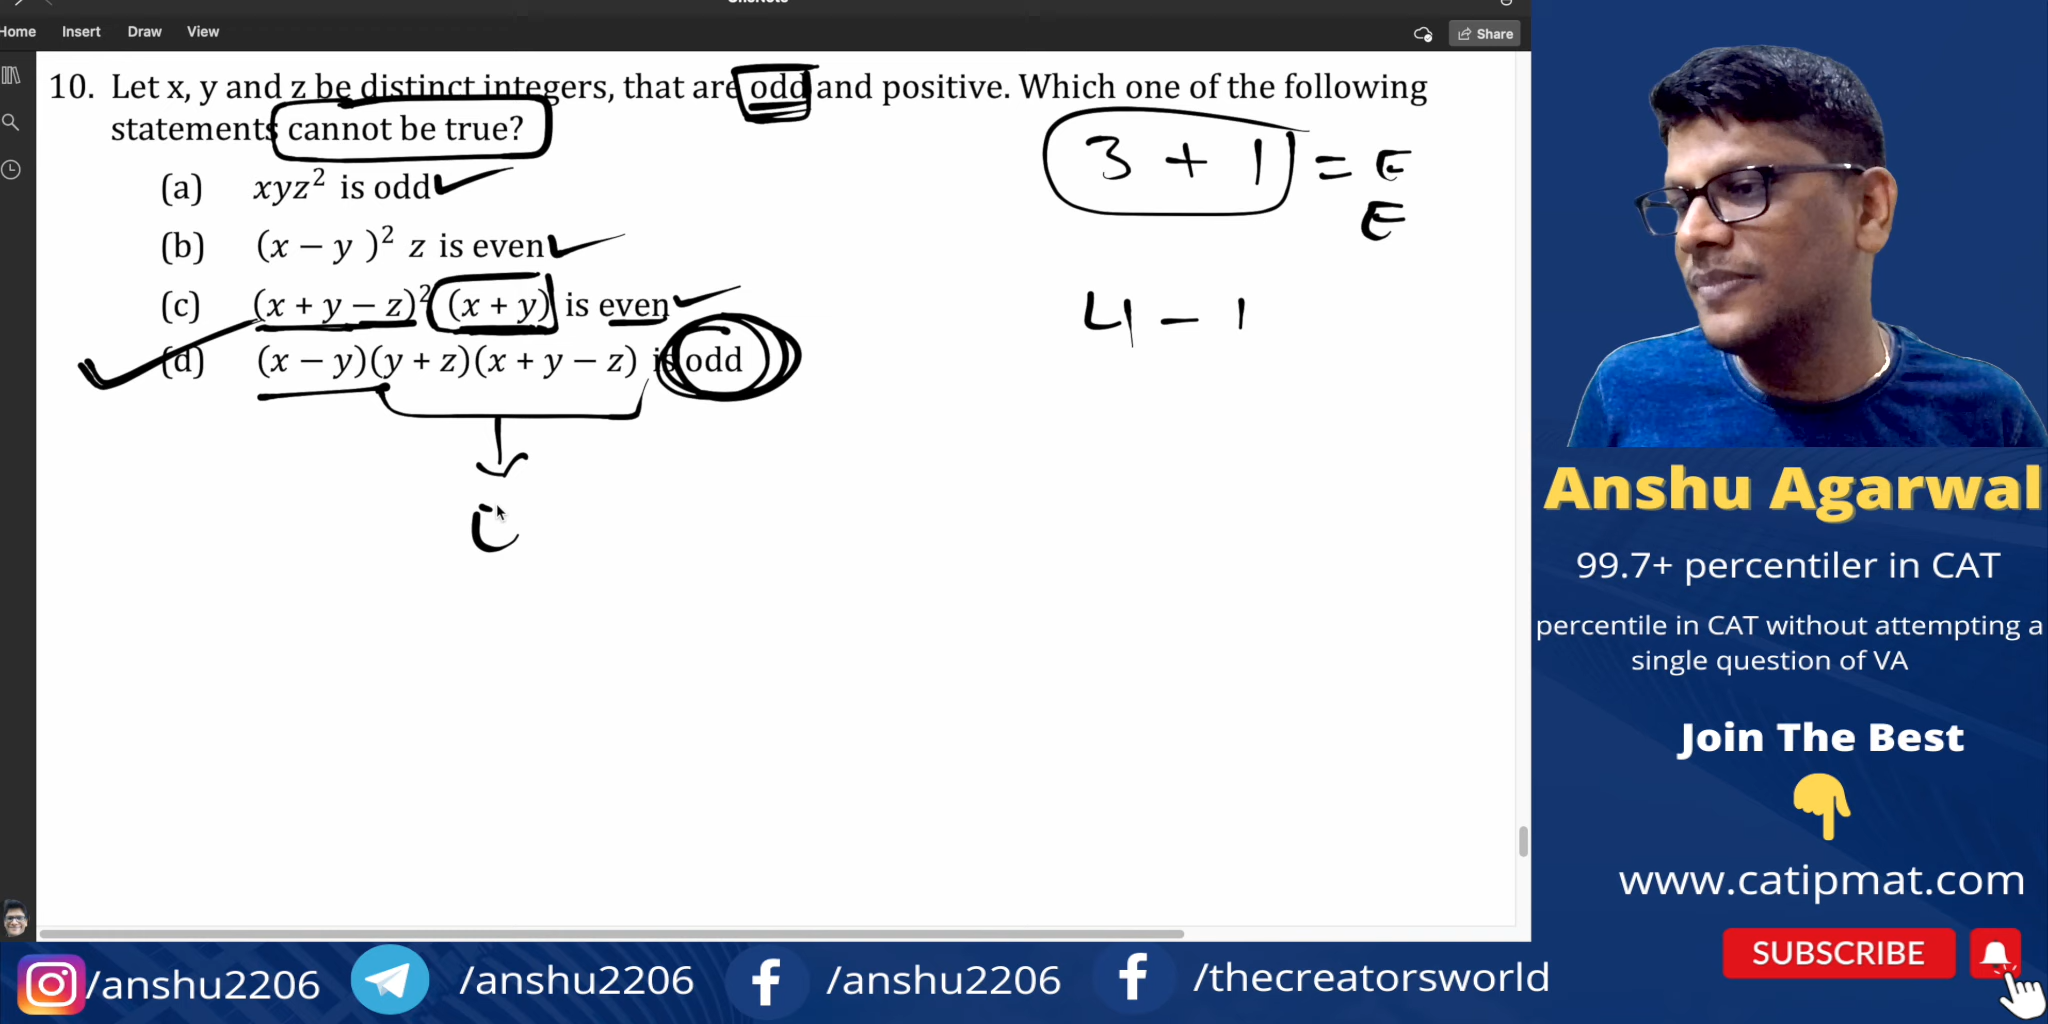 Home Insert Draw View
Share
10. Let x, y and z be distinct integers, that are odd and positive. Which one of the following
statements cannot be true?
(a) xyz² is odd
(b) (x − y )² z is even
(c) (x + y − z)² (x + y) is even
(d) (x − y)(y + z)(x + y − z) is odd
3 + 1 = E
E
4 − 1
Anshu Agarwal
99.7+ percentiler in CAT
percentile in CAT without attempting a
single question of VA
Join The Best
www.catipmat.com
SUBSCRIBE
/anshu2206 /anshu2206 /anshu2206 /thecreatorsworld